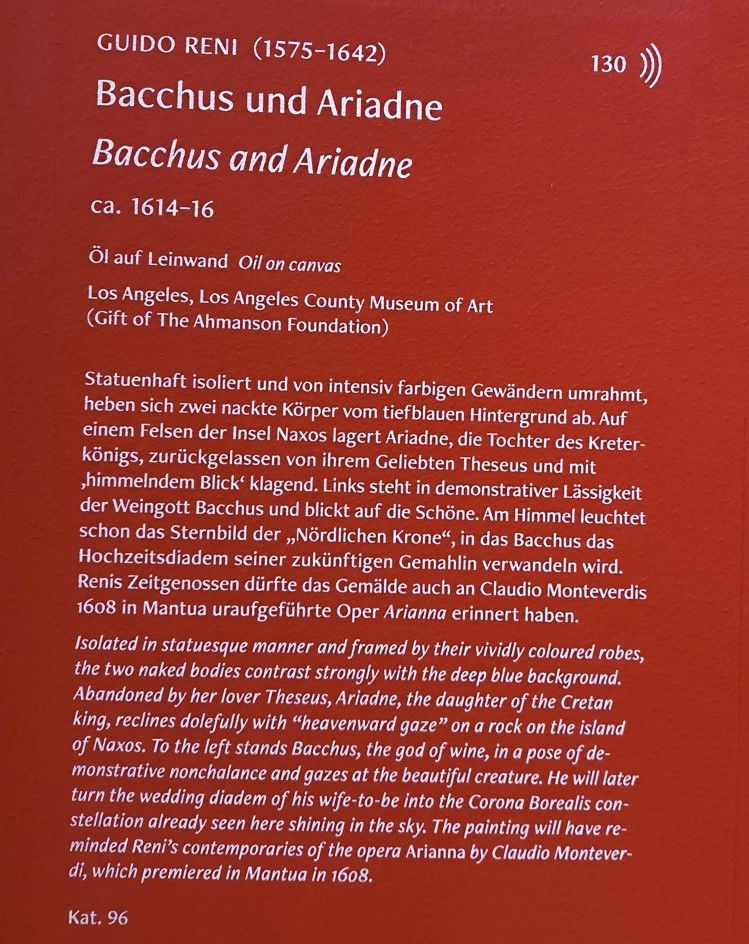 GUIDO RENI (1575–1642)
130
Bacchus und Ariadne
Bacchus and Ariadne
ca. 1614–16
Öl auf Leinwand Oil on canvas
Los Angeles, Los Angeles County Museum of Art
(Gift of The Ahmanson Foundation)
Statuenhaft isoliert und von intensiv farbigen Gewändern umrahmt,
heben sich zwei nackte Körper vom tiefblauen Hintergrund ab. Auf
einem Felsen der Insel Naxos lagert Ariadne, die Tochter des Kreter-
königs, zurückgelassen von ihrem Geliebten Theseus und mit
‚himmelndem Blick‘ klagend. Links steht in demonstrativer Lässigkeit
der Weingott Bacchus und blickt auf die Schöne. Am Himmel leuchtet
schon das Sternbild der „Nördlichen Krone“, in das Bacchus das
Hochzeitsdiadem seiner zukünftigen Gemahlin verwandeln wird.
Renis Zeitgenossen dürfte das Gemälde auch an Claudio Monteverdis
1608 in Mantua uraufgeführte Oper Arianna erinnert haben.
Isolated in statuesque manner and framed by their vividly coloured robes,
the two naked bodies contrast strongly with the deep blue background.
Abandoned by her lover Theseus, Ariadne, the daughter of the Cretan
king, reclines dolefully with “heavenward gaze” on a rock on the island
of Naxos. To the left stands Bacchus, the god of wine, in a pose of de-
monstrative nonchalance and gazes at the beautiful creature. He will later
turn the wedding diadem of his wife-to-be into the Corona Borealis con-
stellation already seen here shining in the sky. The painting will have re-
minded Reni’s contemporaries of the opera Arianna by Claudio Montever-
di, which premiered in Mantua in 1608.
Kat. 96